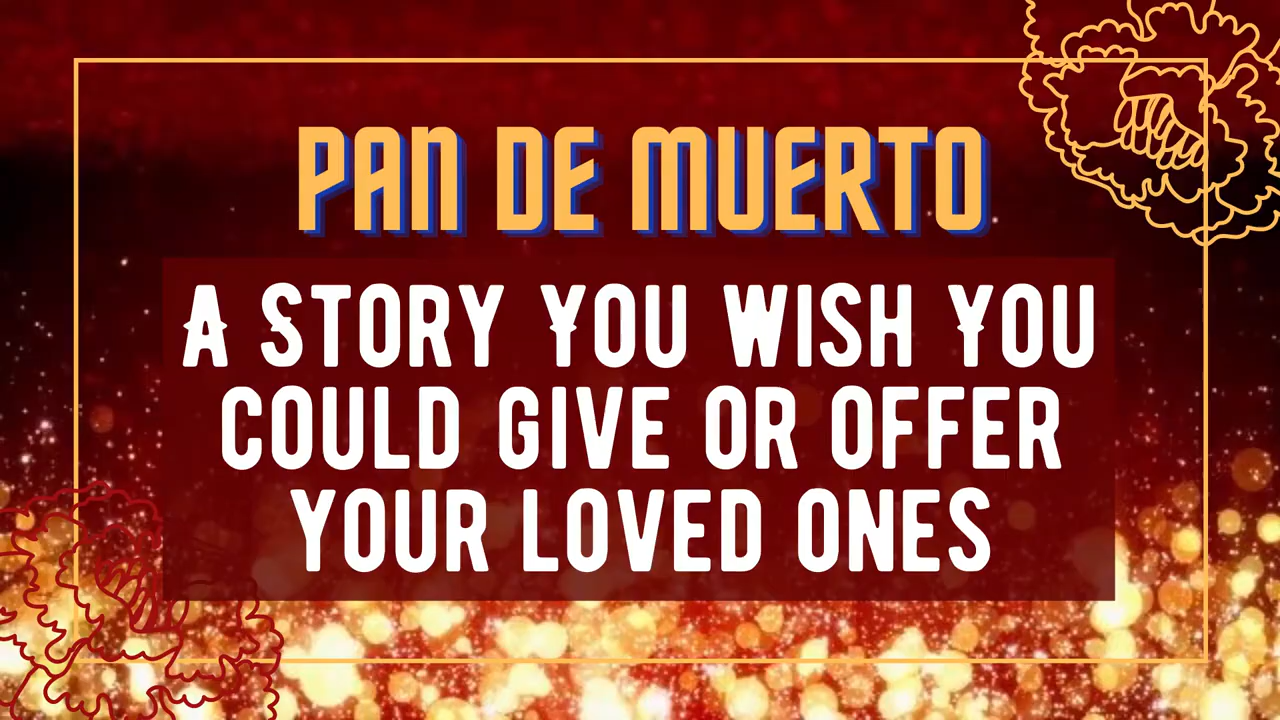 PAN DE MUERTO
A STORY YOU WISH YOU
COULD GIVE OR OFFER
YOUR LOVED ONES